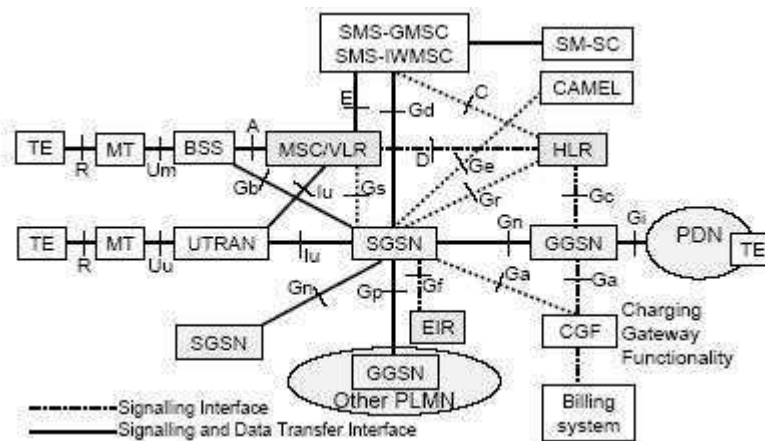 SMS-GMSC
SMS-IWMSC
SM-SC
CAMEL
E
Gd
C
TE
R
MT
Um
BSS
A
MSC/VLR
D
Ge
HLR
Gb
Iu
Gs
Gr
Gc
TE
R
MT
Uu
UTRAN
Iu
SGSN
Gn
GGSN
Gi
PDN
TE
Gn
Gp
Gf
Ga
Ga
SGSN
EIR
CGF
Charging
Gateway
Functionality
GGSN
Other PLMN
Billing
system
Signalling Interface
Signalling and Data Transfer Interface